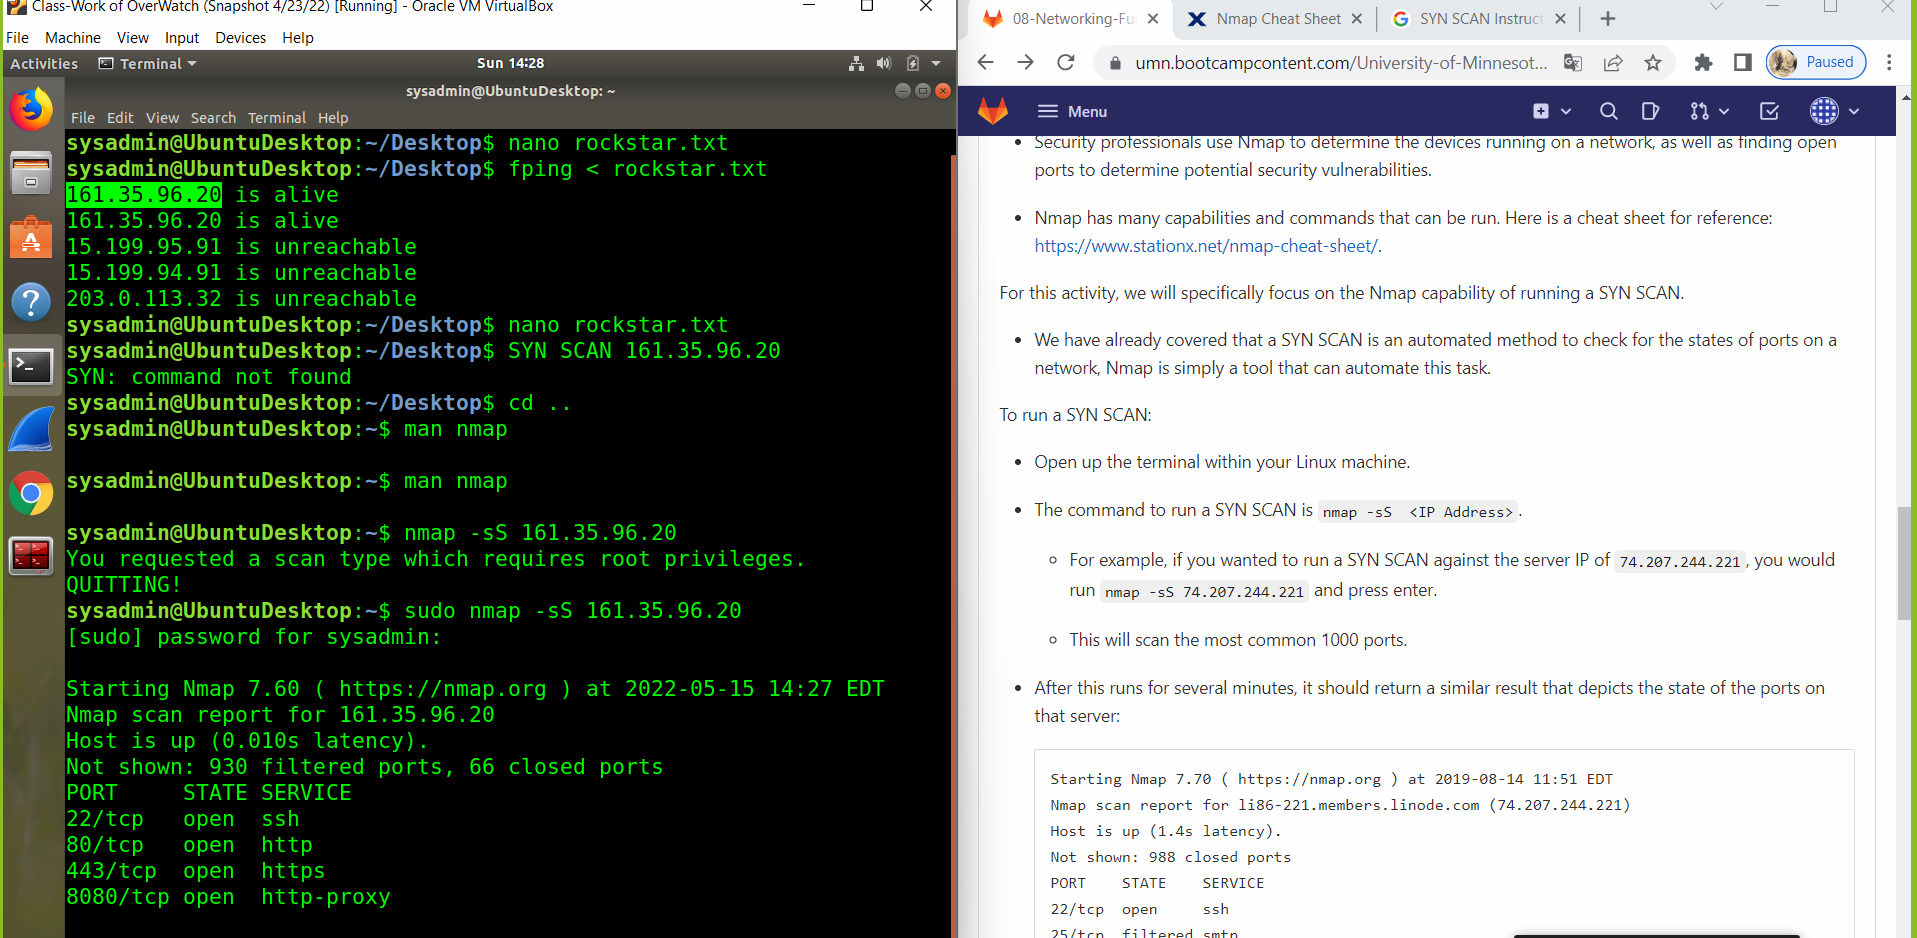 Class-Work of OverWatch (Snapshot 4/23/22) [Running] - Oracle VM VirtualBox
File Machine View Input Devices Help
Activities Terminal Sun 14:28
sysadmin@UbuntuDesktop: ~
File Edit View Search Terminal Help
sysadmin@UbuntuDesktop:~/Desktop$ nano rockstar.txt
sysadmin@UbuntuDesktop:~/Desktop$ fping < rockstar.txt
161.35.96.20 is alive
161.35.96.20 is alive
15.199.95.91 is unreachable
15.199.94.91 is unreachable
203.0.113.32 is unreachable
sysadmin@UbuntuDesktop:~/Desktop$ nano rockstar.txt
sysadmin@UbuntuDesktop:~/Desktop$ SYN SCAN 161.35.96.20
SYN: command not found
sysadmin@UbuntuDesktop:~/Desktop$ cd ..
sysadmin@UbuntuDesktop:~$ man nmap
sysadmin@UbuntuDesktop:~$ man nmap
sysadmin@UbuntuDesktop:~$ nmap -sS 161.35.96.20
You requested a scan type which requires root privileges.
QUITTING!
sysadmin@UbuntuDesktop:~$ sudo nmap -sS 161.35.96.20
[sudo] password for sysadmin:
Starting Nmap 7.60 ( https://nmap.org ) at 2022-05-15 14:27 EDT
Nmap scan report for 161.35.96.20
Host is up (0.010s latency).
Not shown: 930 filtered ports, 66 closed ports
PORT STATE SERVICE
22/tcp open ssh
80/tcp open http
443/tcp open https
8080/tcp open http-proxy
08-Networking-Fu
Nmap Cheat Sheet
SYN SCAN Instruct
umn.bootcampcontent.com/University-of-Minnesot...
Paused
Menu
• Security professionals use Nmap to determine the devices running on a network, as well as finding open
ports to determine potential security vulnerabilities.
• Nmap has many capabilities and commands that can be run. Here is a cheat sheet for reference:
https://www.stationx.net/nmap-cheat-sheet/.
For this activity, we will specifically focus on the Nmap capability of running a SYN SCAN.
• We have already covered that a SYN SCAN is an automated method to check for the states of ports on a
network, Nmap is simply a tool that can automate this task.
To run a SYN SCAN:
• Open up the terminal within your Linux machine.
• The command to run a SYN SCAN is nmap -sS <IP Address>.
◦ For example, if you wanted to run a SYN SCAN against the server IP of 74.207.244.221, you would
run nmap -sS 74.207.244.221 and press enter.
◦ This will scan the most common 1000 ports.
• After this runs for several minutes, it should return a similar result that depicts the state of the ports on
that server:
Starting Nmap 7.70 ( https://nmap.org ) at 2019-08-14 11:51 EDT
Nmap scan report for li86-221.members.linode.com (74.207.244.221)
Host is up (1.4s latency).
Not shown: 988 closed ports
PORT STATE SERVICE
22/tcp open ssh
25/tcp filtered smtp